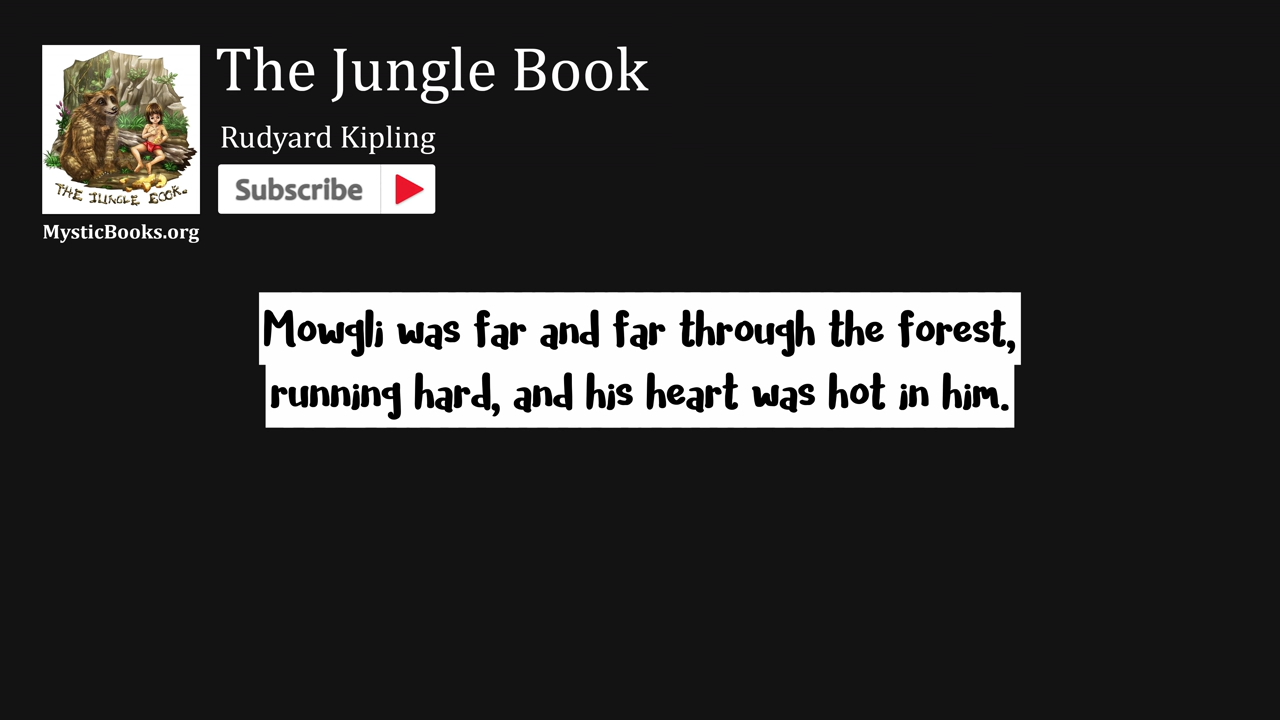 The Jungle Book
Rudyard Kipling
Subscribe
THE JUNGLE BOOK.
MysticBooks.org
Mowgli was far and far through the forest,
running hard, and his heart was hot in him.